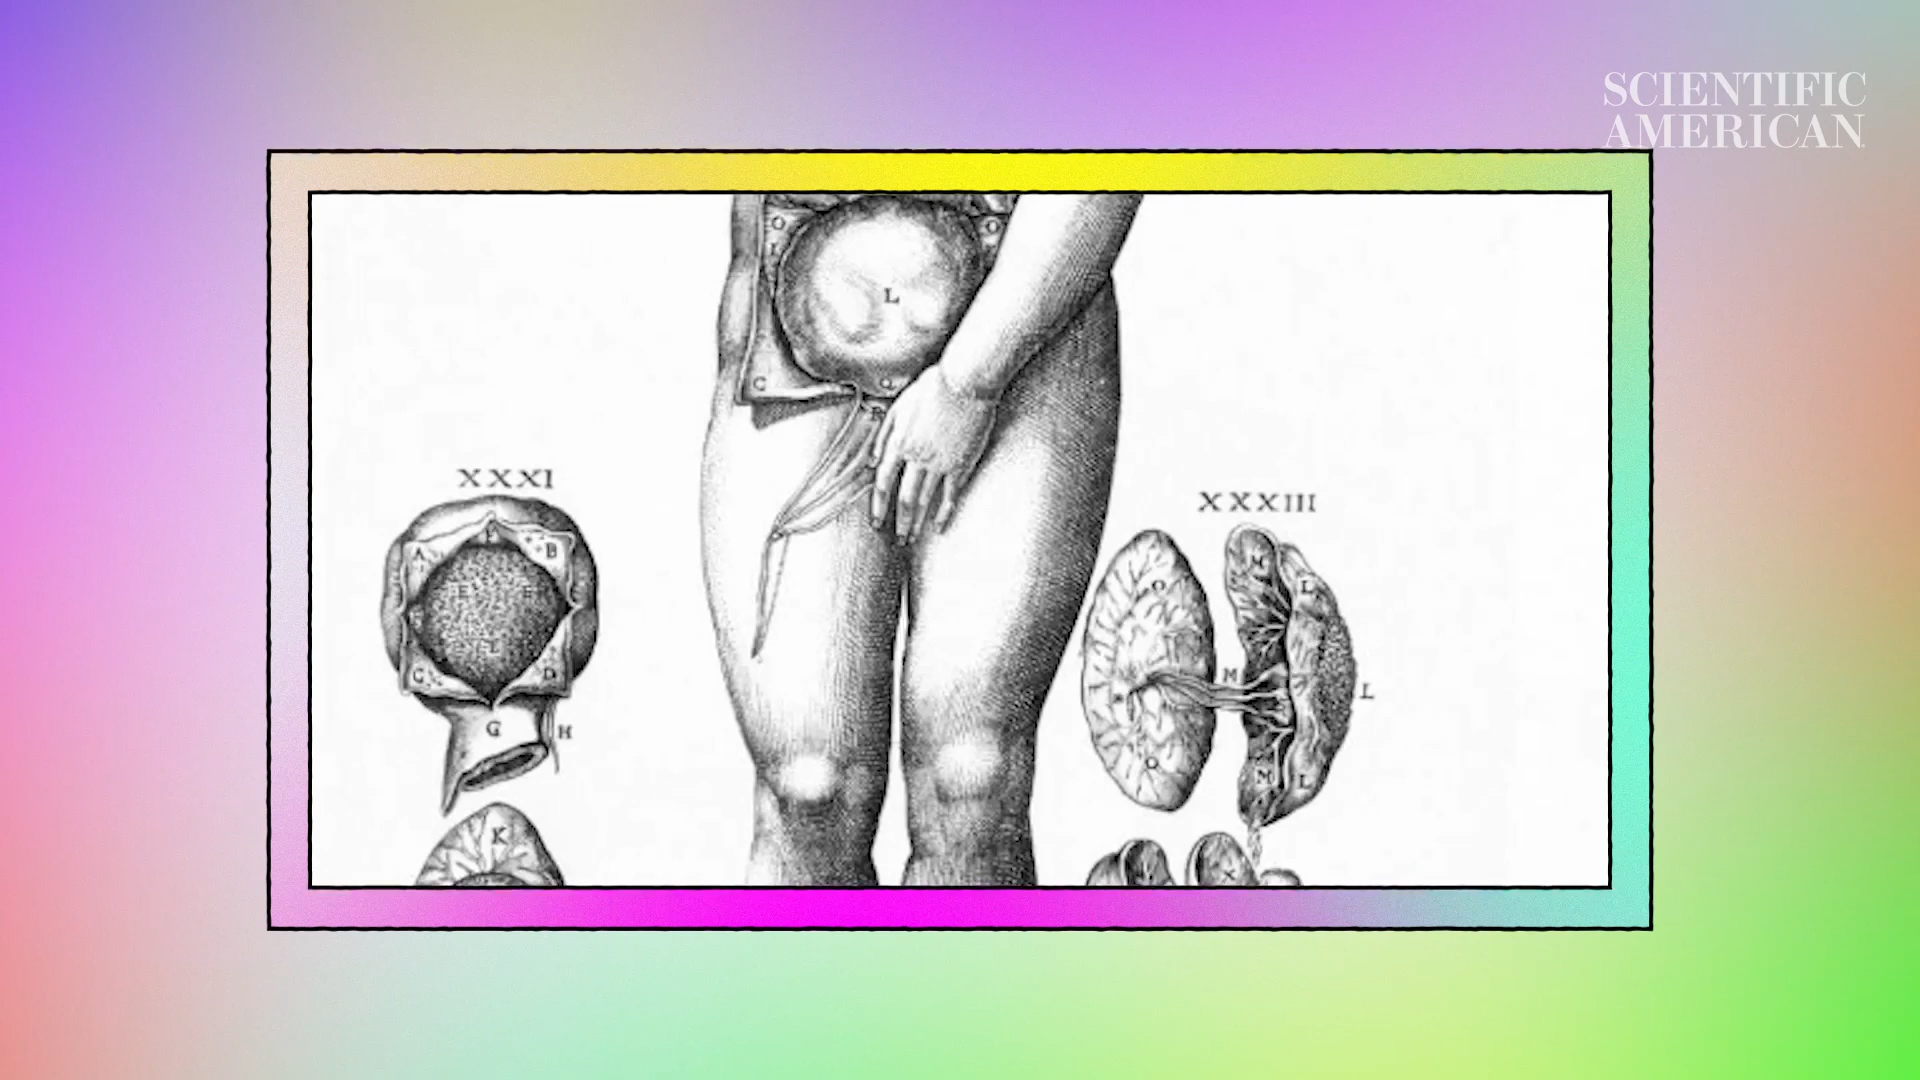 SCIENTIFIC
AMERICAN
O
O
I
L
C
Q
R
XXXI
F
A
B
E
E
E
C
D
G
H
K
XXXIII
O
M
L
M
L
O
M
L
X